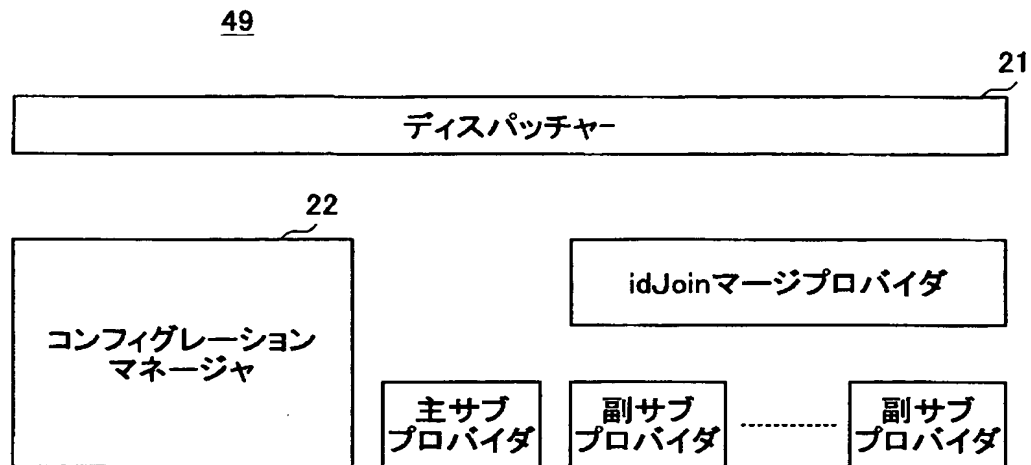 49
21
ディスパッチャー
22
コンフィグレーション
マネージャ
idJoinマージプロバイダ
主サブ
プロバイダ
副サブ
プロバイダ
副サブ
プロバイダ